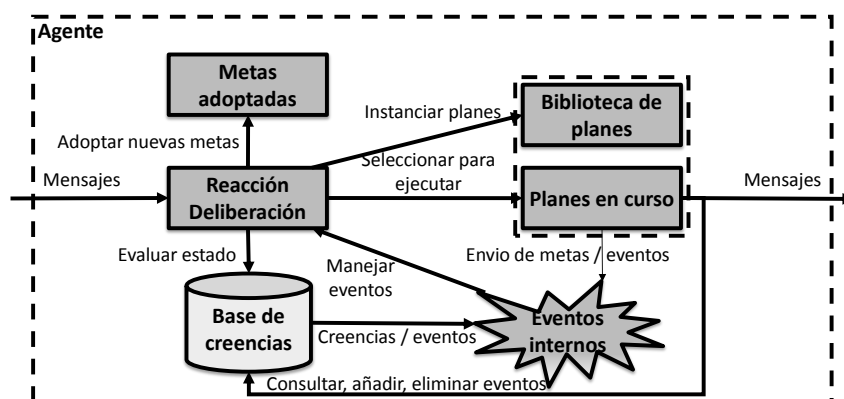 Agente
Metas
adoptadas
Instanciar planes
Biblioteca de
planes
Adoptar nuevas metas
Seleccionar para
ejecutar
Mensajes
Reacción
Deliberación
Planes en curso
Mensajes
Evaluar estado
Manejar
eventos
Envio de metas / eventos
Base de
creencias
Creencias / eventos
Eventos
internos
Consultar, añadir, eliminar eventos